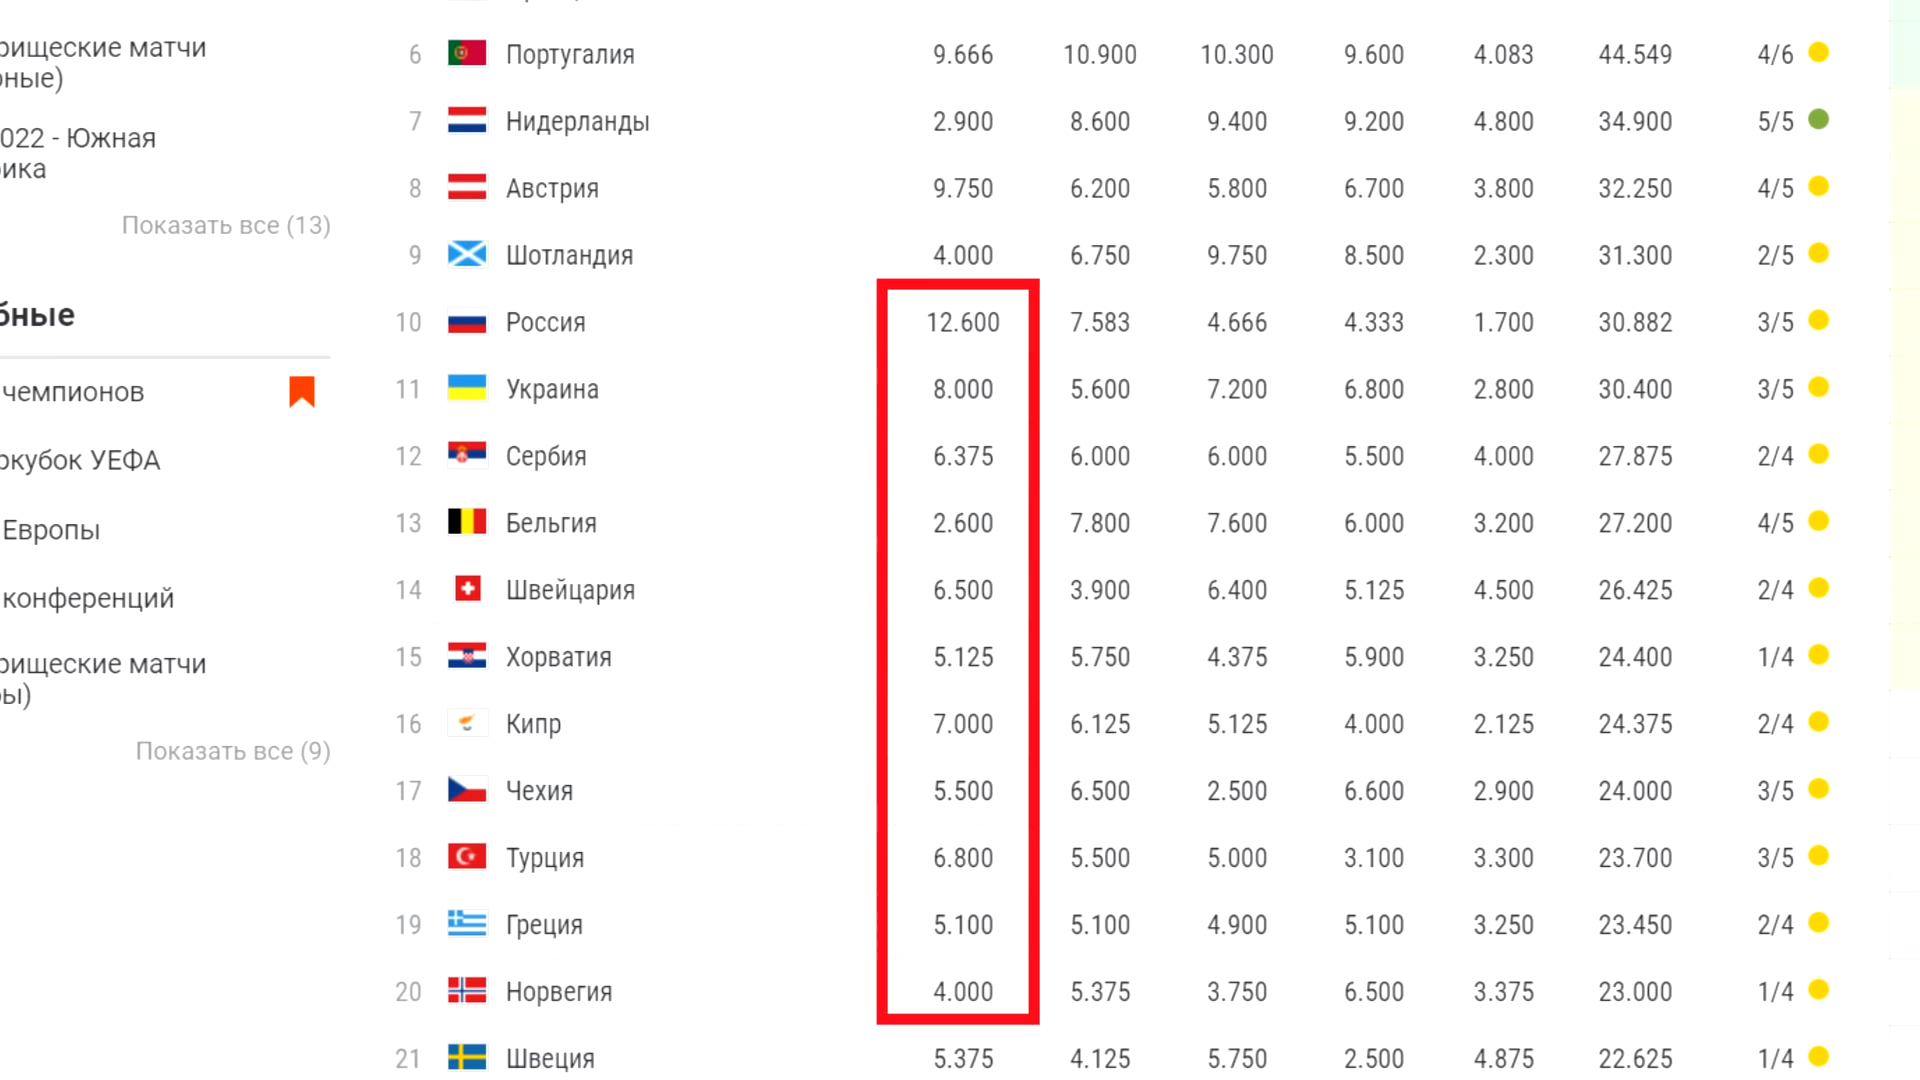 рищеские матчи
рные)
022 - Южная
рика
Показать все (13)
бные
чемпионов
ркубок УЕФА
Европы
конференций
рищеские матчи
ры)
Показать все (9)
6 Португалия 9.666 10.900 10.300 9.600 4.083 44.549 4/6
7 Нидерланды 2.900 8.600 9.400 9.200 4.800 34.900 5/5
8 Австрия 9.750 6.200 5.800 6.700 3.800 32.250 4/5
9 Шотландия 4.000 6.750 9.750 8.500 2.300 31.300 2/5
10 Россия 12.600 7.583 4.666 4.333 1.700 30.882 3/5
11 Украина 8.000 5.600 7.200 6.800 2.800 30.400 3/5
12 Сербия 6.375 6.000 6.000 5.500 4.000 27.875 2/4
13 Бельгия 2.600 7.800 7.600 6.000 3.200 27.200 4/5
14 Швейцария 6.500 3.900 6.400 5.125 4.500 26.425 2/4
15 Хорватия 5.125 5.750 4.375 5.900 3.250 24.400 1/4
16 Кипр 7.000 6.125 5.125 4.000 2.125 24.375 2/4
17 Чехия 5.500 6.500 2.500 6.600 2.900 24.000 3/5
18 Турция 6.800 5.500 5.000 3.100 3.300 23.700 3/5
19 Греция 5.100 5.100 4.900 5.100 3.250 23.450 2/4
20 Норвегия 4.000 5.375 3.750 6.500 3.375 23.000 1/4
21 Швеция 5.375 4.125 5.750 2.500 4.875 22.625 1/4